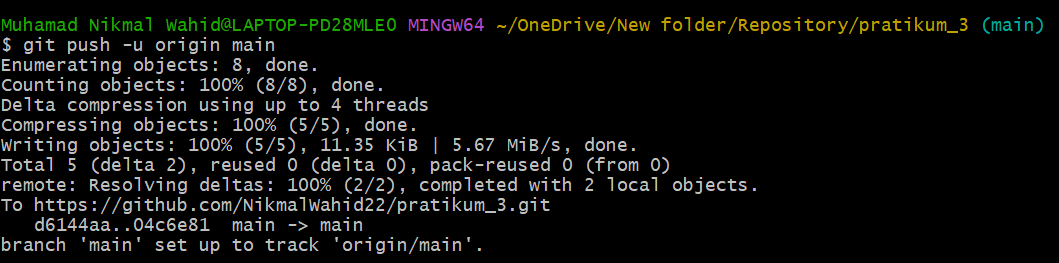 Muhamad Nikmal Wahid@LAPTOP-PD28MLE0 MINGW64 ~/OneDrive/New folder/Repository/pratikum_3 (main)
$ git push -u origin main
Enumerating objects: 8, done.
Counting objects: 100% (8/8), done.
Delta compression using up to 4 threads
Compressing objects: 100% (5/5), done.
Writing objects: 100% (5/5), 11.35 KiB | 5.67 MiB/s, done.
Total 5 (delta 2), reused 0 (delta 0), pack-reused 0 (from 0)
remote: Resolving deltas: 100% (2/2), completed with 2 local objects.
To https://github.com/NikmalWahid22/pratikum_3.git
   d6144aa..04c6e81  main -> main
branch 'main' set up to track 'origin/main'.